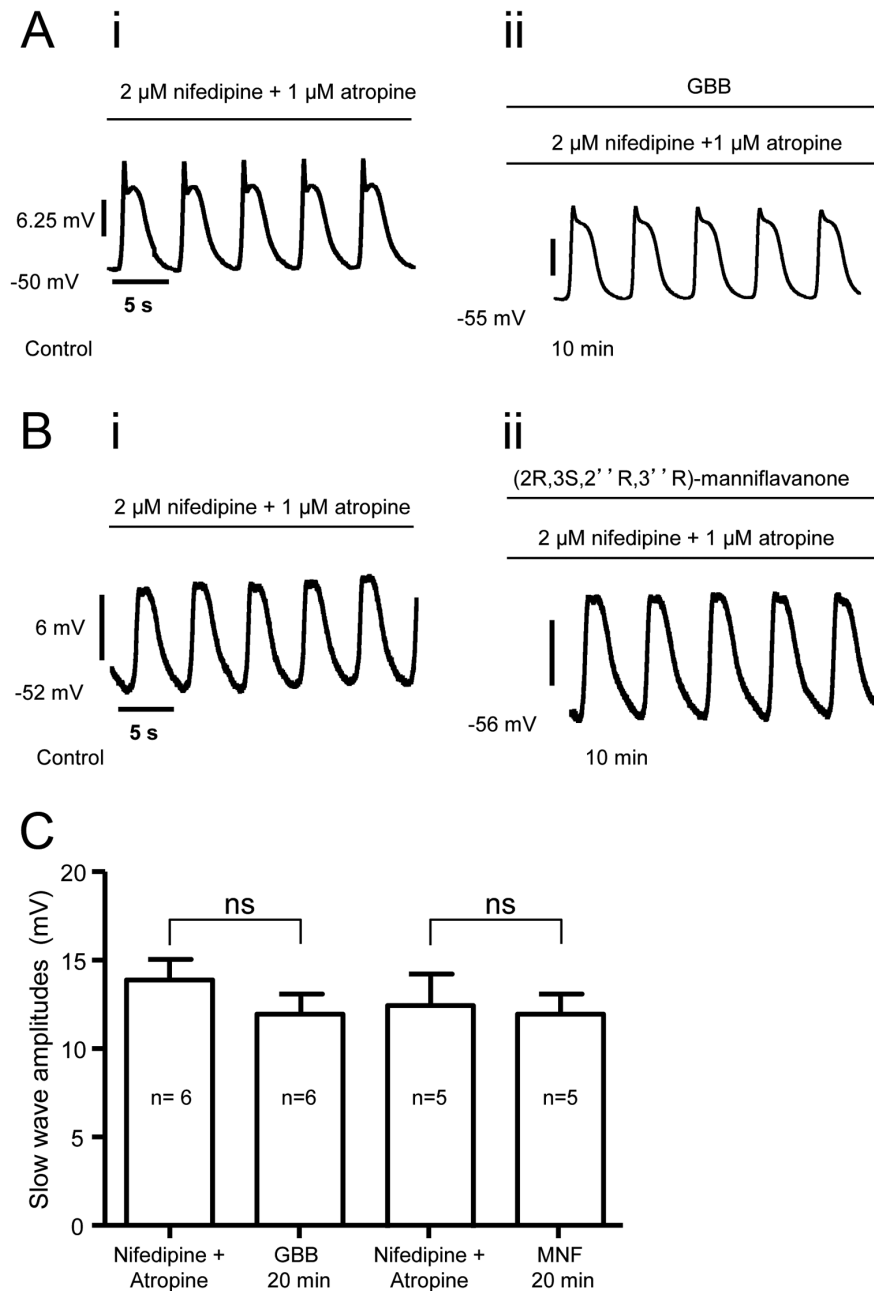 A
i
2 µM nifedipine + 1 µM atropine
6.25 mV
-50 mV
5 s
Control
ii
GBB
2 µM nifedipine +1 µM atropine
-55 mV
10 min
B
i
2 µM nifedipine + 1 µM atropine
6 mV
-52 mV
5 s
Control
ii
(2R,3S,2’’R,3’’R)-manniflavanone
2 µM nifedipine + 1 µM atropine
-56 mV
10 min
C
Slow wave amplitudes (mV)
20
15
10
5
0
ns
ns
n= 6
n=6
n=5
n=5
Nifedipine +
Atropine
GBB
20 min
Nifedipine +
Atropine
MNF
20 min